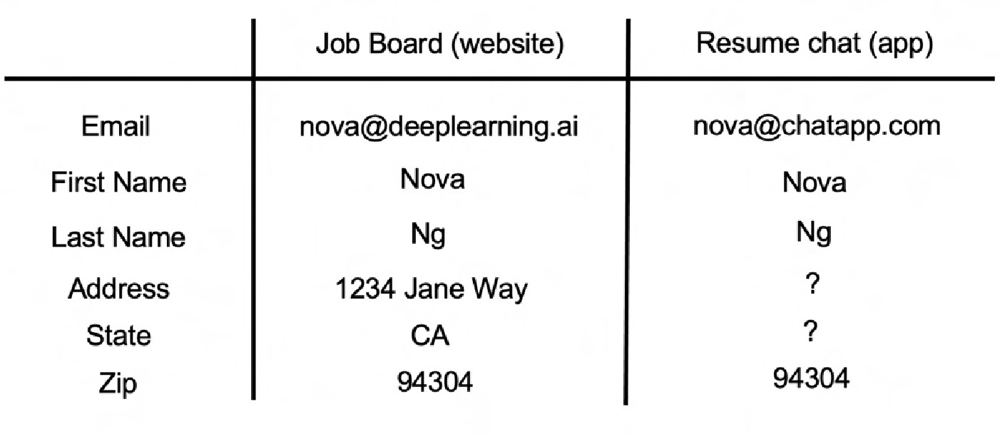 Job Board (website) Resume chat (app)
Email nova@deeplearning.ai nova@chatapp.com
First Name Nova Nova
Last Name Ng Ng
Address 1234 Jane Way ?
State CA ?
Zip 94304 94304